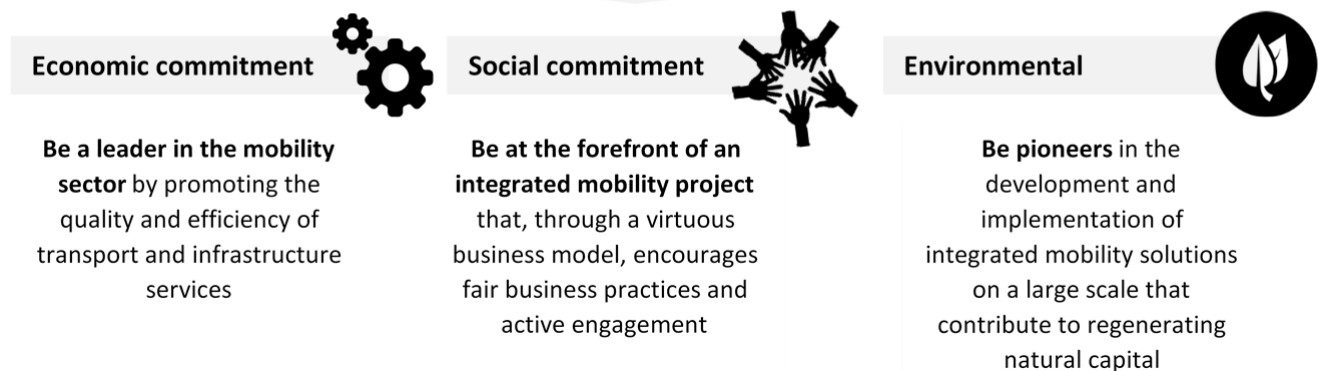 Economic commitment
Be a leader in the mobility
sector by promoting the
quality and efficiency of
transport and infrastructure
services
Social commitment
Be at the forefront of an
integrated mobility project
that, through a virtuous
business model, encourages
fair business practices and
active engagement
Environmental
Be pioneers in the
development and
implementation of
integrated mobility solutions
on a large scale that
contribute to regenerating
natural capital